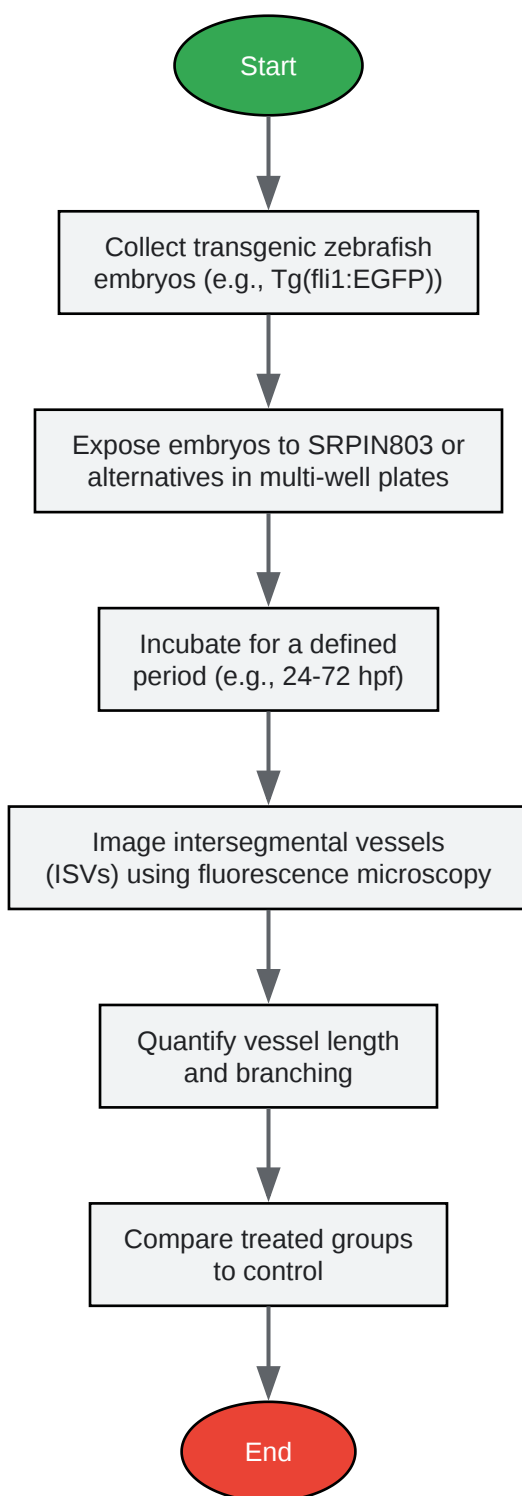 Start
Collect transgenic zebrafish
embryos (e.g., Tg(fli1:EGFP))
Expose embryos to SRPIN803 or
alternatives in multi-well plates
Incubate for a defined
period (e.g., 24-72 hpf)
Image intersegmental vessels
(ISVs) using fluorescence microscopy
Quantify vessel length
and branching
Compare treated groups
to control
End